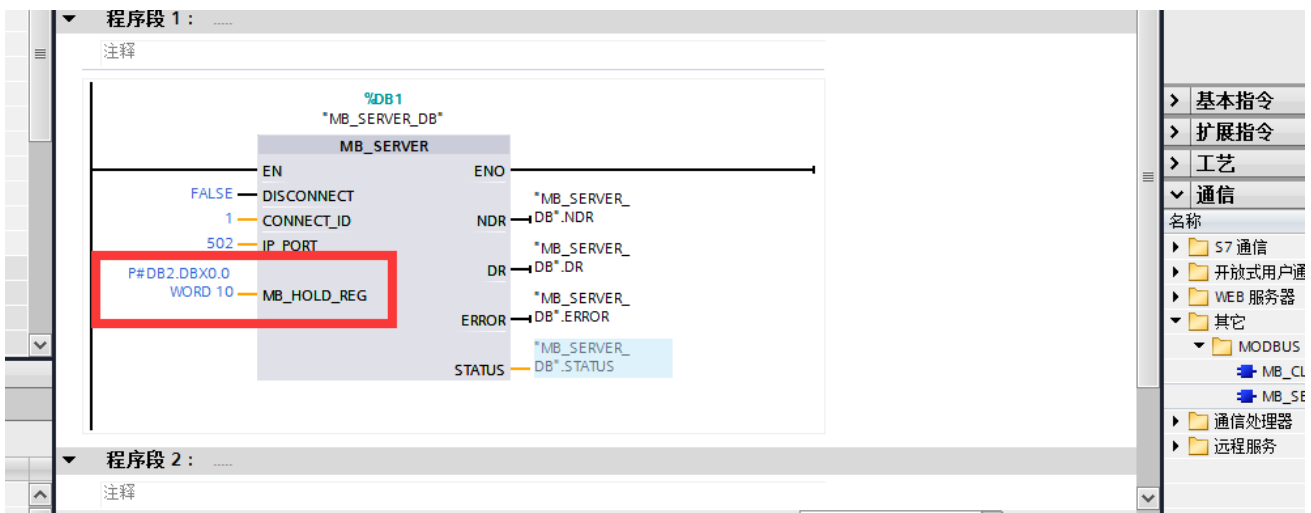 程序段 1： .....
注释
%DB1
"MB_SERVER_DB"
MB_SERVER
EN
ENO
FALSE
DISCONNECT
"MB_SERVER_
1
CONNECT_ID
NDR
DB".NDR
502
IP_PORT
"MB_SERVER_
DR
DB".DR
P#DB2.DBX0.0
WORD 10
MB_HOLD_REG
"MB_SERVER_
ERROR
DB".ERROR
"MB_SERVER_
STATUS
DB".STATUS
程序段 2： .....
注释
基本指令
扩展指令
工艺
通信
名称
S7 通信
开放式用户通
WEB 服务器
其它
MODBUS
MB_CL
MB_SE
通信处理器
远程服务